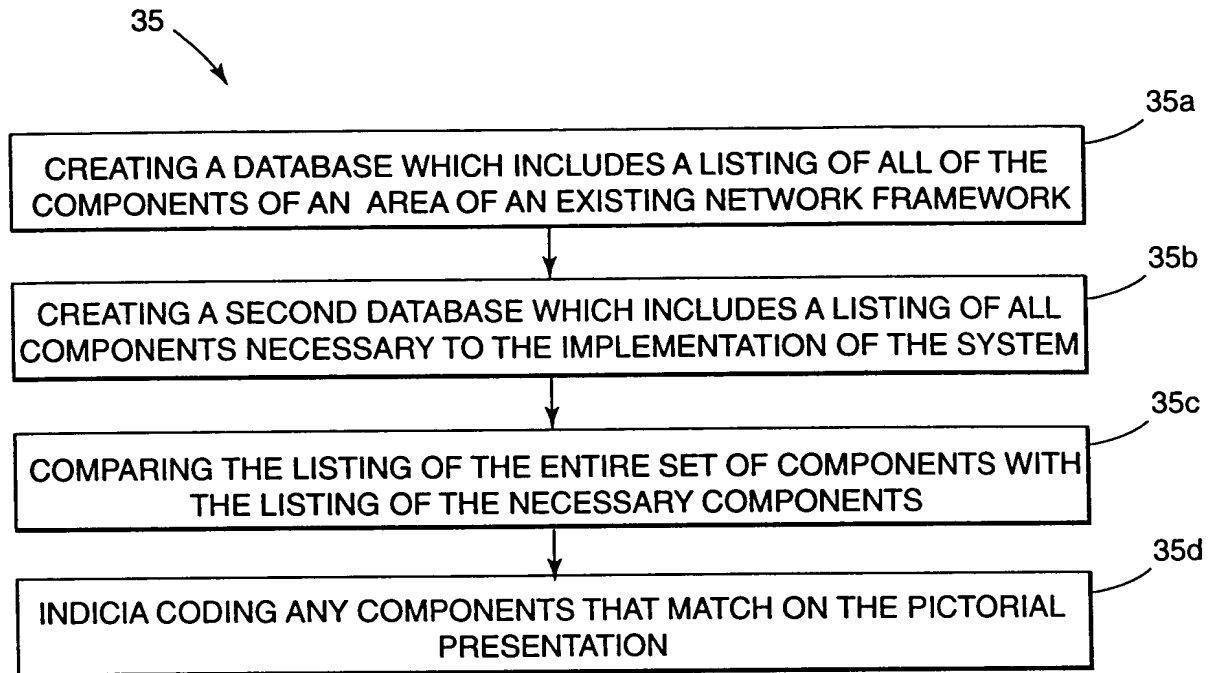 35
35a
CREATING A DATABASE WHICH INCLUDES A LISTING OF ALL OF THE
COMPONENTS OF AN AREA OF AN EXISTING NETWORK FRAMEWORK
35b
CREATING A SECOND DATABASE WHICH INCLUDES A LISTING OF ALL
COMPONENTS NECESSARY TO THE IMPLEMENTATION OF THE SYSTEM
35c
COMPARING THE LISTING OF THE ENTIRE SET OF COMPONENTS WITH
THE LISTING OF THE NECESSARY COMPONENTS
35d
INDICIA CODING ANY COMPONENTS THAT MATCH ON THE PICTORIAL
PRESENTATION